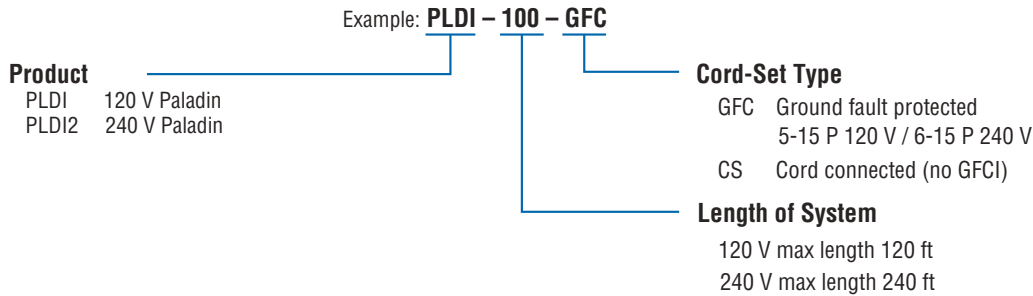 Example: PLDI – 100 – GFC
Product
PLDI 120 V Paladin
PLDI2 240 V Paladin
Cord-Set Type
GFC Ground fault protected
5-15 P 120 V / 6-15 P 240 V
CS Cord connected (no GFCI)
Length of System
120 V max length 120 ft
240 V max length 240 ft